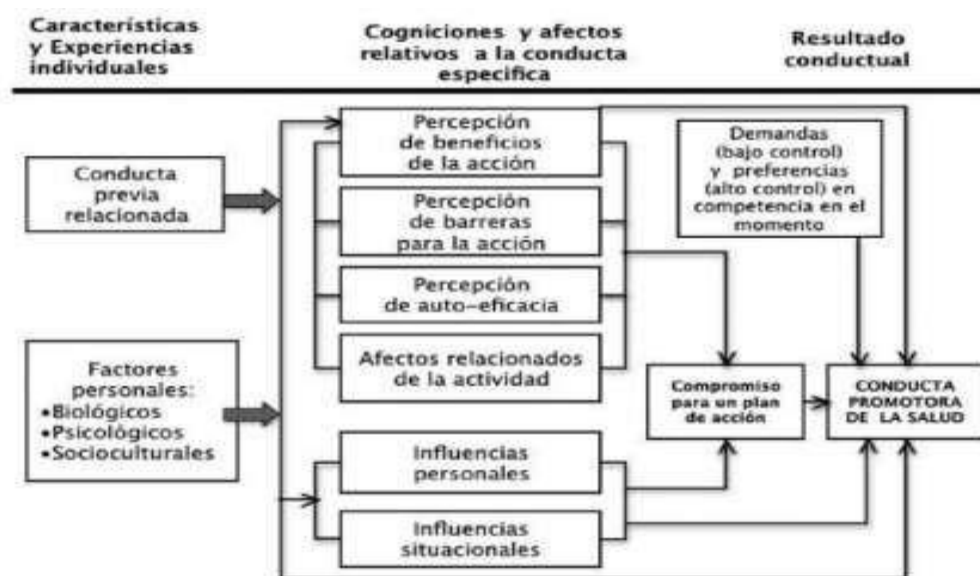 Características
y Experiencias
individuales
Cogniciones y afectos
relativos a la conducta
especifica
Resultado
conductual
Conducta
previa
relacionada
Factores
personales:
•Biológicos
•Psicológicos
•Socioculturales
Percepción
de beneficios
de la acción
Percepción
de barreras
para la acción
Percepción
de auto-eficacia
Afectos relacionados
de la actividad
Influencias
personales
Influencias
situacionales
Demandas
(bajo control)
y preferencias
(alto control) en
competencia en el
momento
Compromiso
para un plan
de acción
CONDUCTA
PROMOTORA
DE LA SALUD